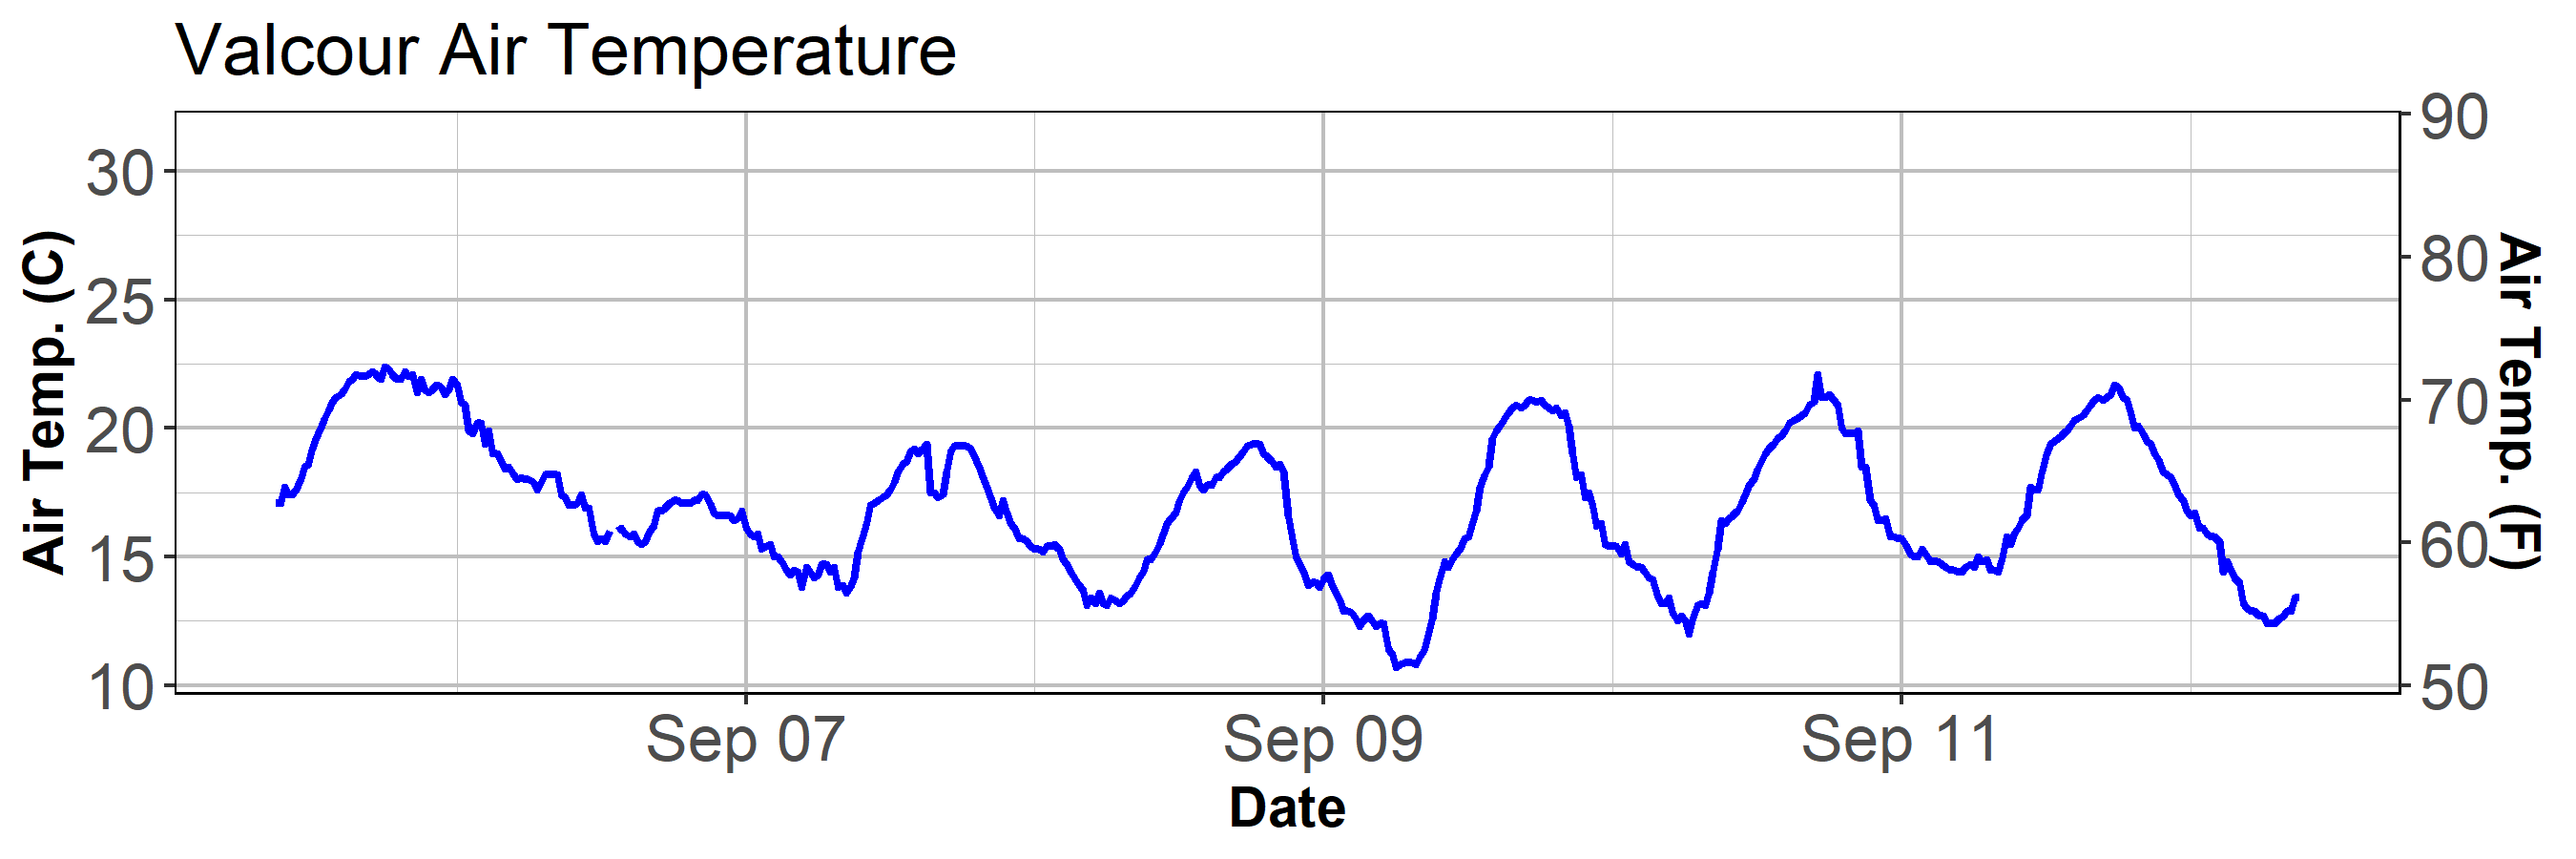 Valcour Air Temperature
Air Temp. (C)
30
25
20
15
10
90
80
70
60
50
Air Temp. (F)
Sep 07
Sep 09
Sep 11
Date